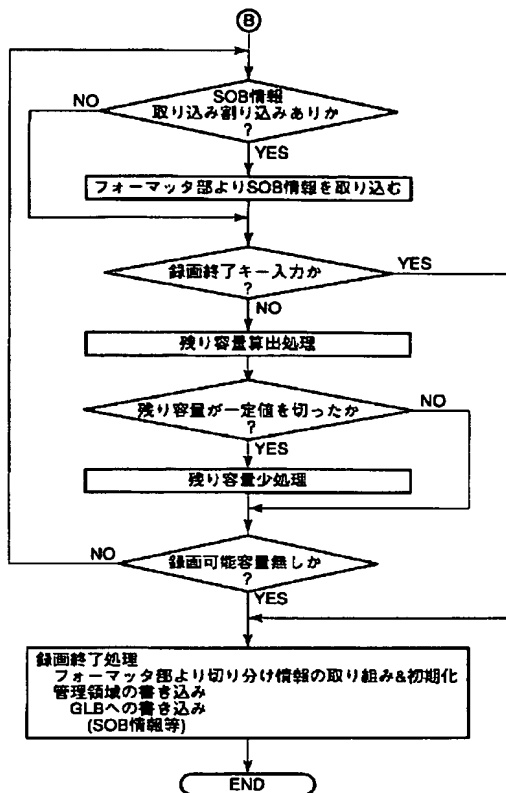 B
SOB情報
取り込み割り込みありか
?
NO
YES
フォーマッタ部よりSOB情報を取り込む
録画終了キー入力か
?
YES
NO
残り容量算出処理
残り容量が一定値を切ったか
?
NO
YES
残り容量少処理
録画可能容量無しか
?
NO
YES
録画終了処理
フォーマッタ部より切り分け情報の取り組み&初期化
管理領域の書き込み
GLBへの書き込み
(SOB情報等)
END